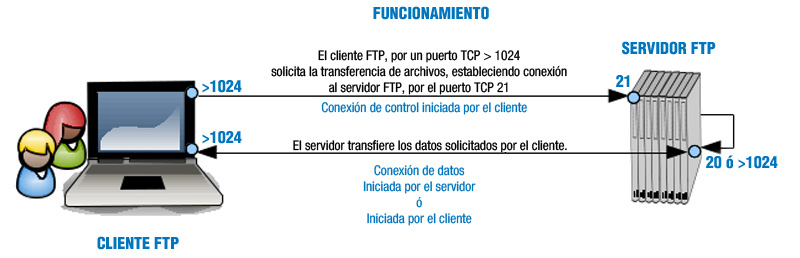 FUNCIONAMIENTO
El cliente FTP, por un puerto TCP > 1024
solicita la transferencia de archivos, estableciendo conexión
al servidor FTP, por el puerto TCP 21
Conexión de control iniciada por el cliente
SERVIDOR FTP
>1024
21
>1024
El servidor transfiere los datos solicitados por el cliente.
20 ó >1024
Conexión de datos
Iniciada por el servidor
ó
Iniciada por el cliente
CLIENTE FTP